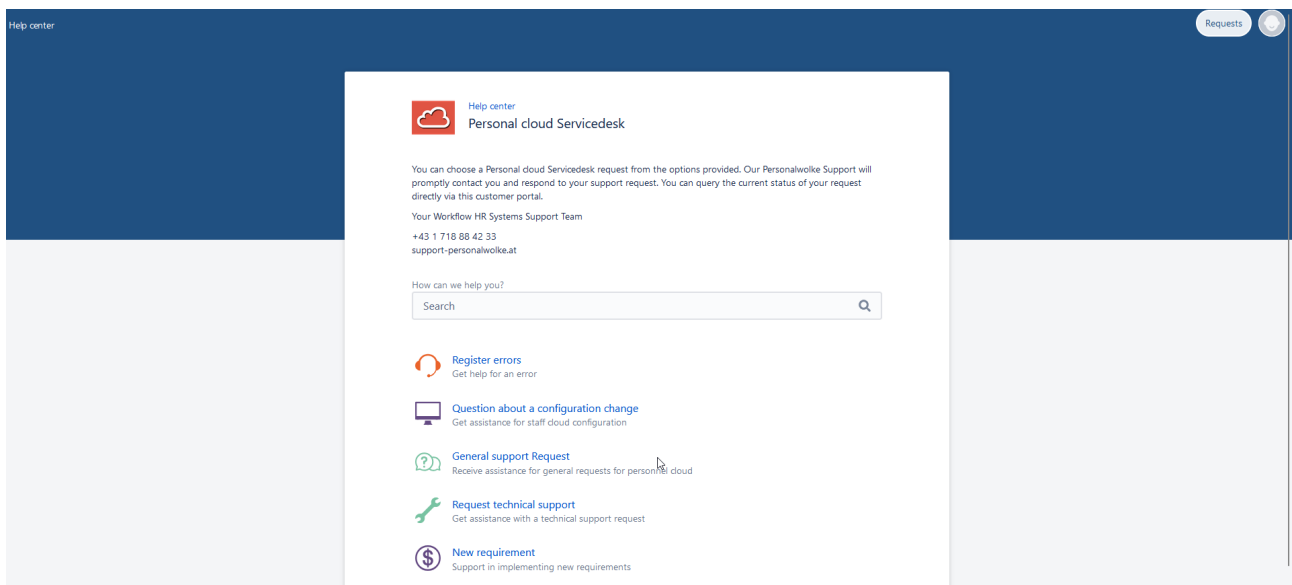 Help center
Requests
Help center
Personal cloud Servicedesk
You can choose a Personal cloud Servicedesk request from the options provided. Our Personalwolke Support will
promptly contact you and respond to your support request. You can query the current status of your request
directly via this customer portal.
Your Workflow HR Systems Support Team
+43 1 718 88 42 33
support-personalwolke.at
How can we help you?
Search
Register errors
Get help for an error
Question about a configuration change
Get assistance for staff cloud configuration
General support Request
Receive assistance for general requests for personnel cloud
Request technical support
Get assistance with a technical support request
New requirement
Support in implementing new requirements